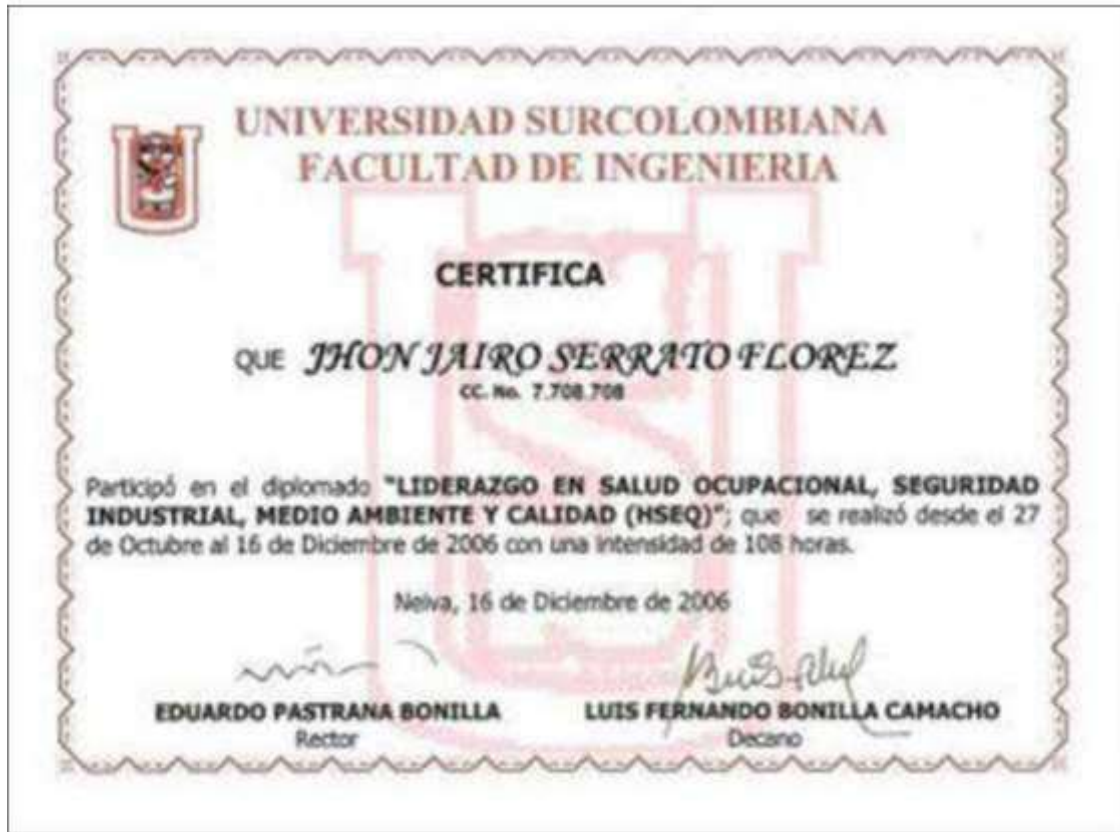 UNIVERSIDAD SURCOLOMBIANA
FACULTAD DE INGENIERIA
CERTIFICA
QUE JHON JAIRO SERRATO FLOREZ
CC. No. 7.708.708
Participó en el diplomado "LIDERAZGO EN SALUD OCUPACIONAL, SEGURIDAD
INDUSTRIAL, MEDIO AMBIENTE Y CALIDAD (HSEQ)"; que se realizó desde el 27
de Octubre al 16 de Diciembre de 2006 con una intensidad de 108 horas.
Neiva, 16 de Diciembre de 2006
EDUARDO PASTRANA BONILLA LUIS FERNANDO BONILLA CAMACHO
Rector Decano